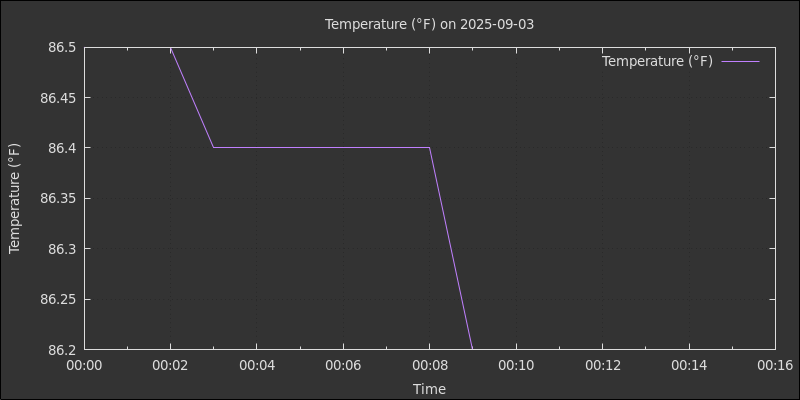 Temperature (°F) on 2025-09-03
Temperature (°F)
86.5
86.45
86.4
86.35
86.3
86.25
86.2
Temperature (°F)
00:00 00:02 00:04 00:06 00:08 00:10 00:12 00:14 00:16
Time